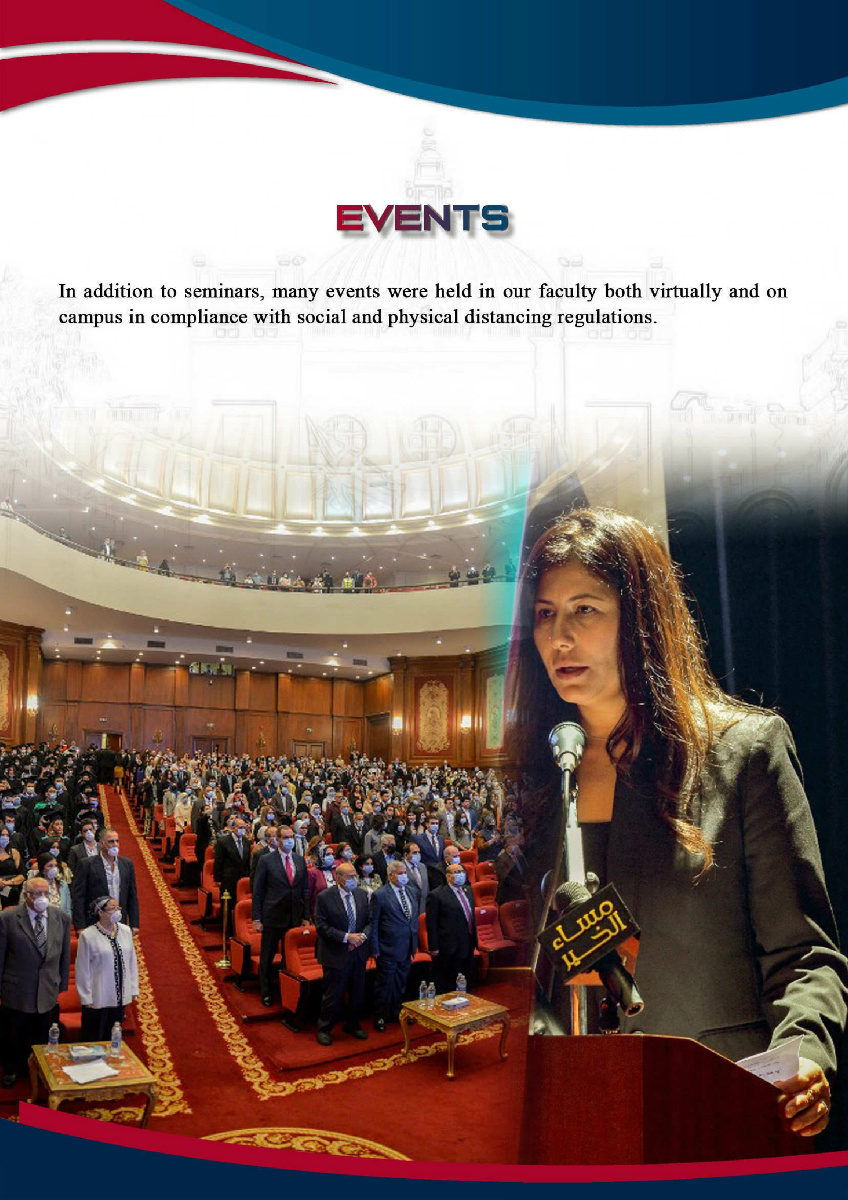 EVENTS
In addition to seminars, many events were held in our faculty both virtually and on
campus in compliance with social and physical distancing regulations.
مساء
الخير